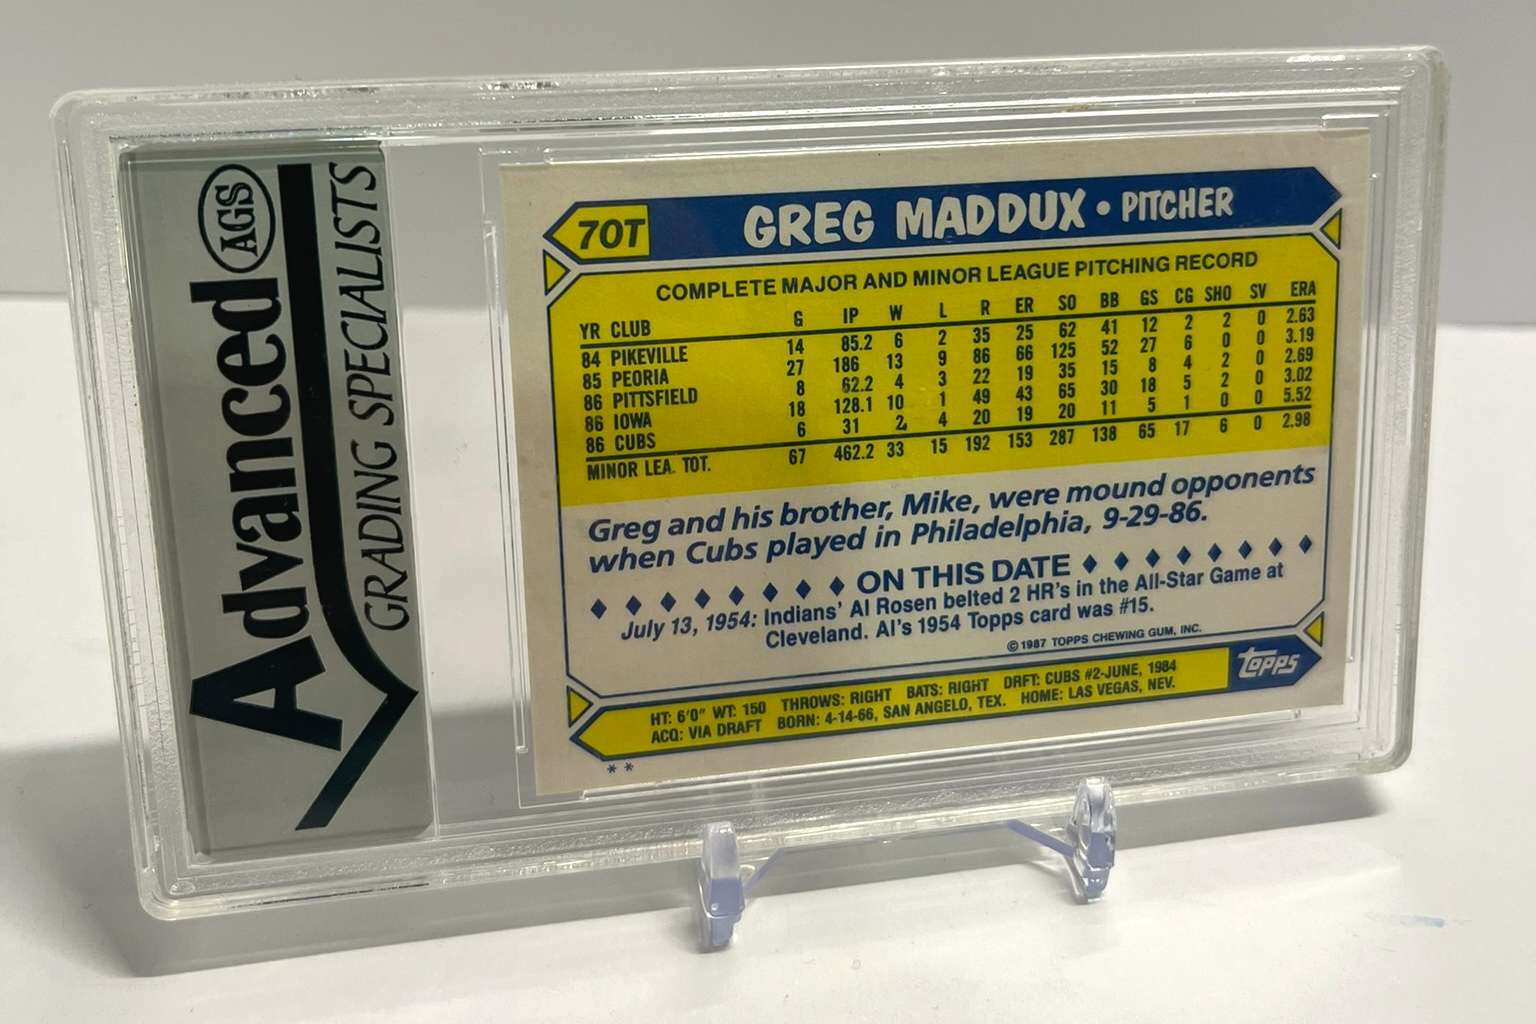 Advanced AGS
GRADING SPECIALISTS
70T GREG MADDUX • PITCHER
COMPLETE MAJOR AND MINOR LEAGUE PITCHING RECORD
YR CLUB G IP W L R ER SO BB GS CG SHO SV ERA
84 PIKEVILLE 14 85.2 6 2 35 25 62 41 12 2 2 0 2.63
85 PEORIA 27 186 13 9 86 66 125 52 27 6 0 0 3.19
86 PITTSFIELD 8 62.2 4 3 22 19 35 15 8 4 2 0 2.69
86 IOWA 18 128.1 10 1 49 43 65 30 18 5 2 0 3.02
86 CUBS 6 31 2 4 20 19 20 11 5 1 0 0 5.52
MINOR LEA. TOT. 67 462.2 33 15 192 153 287 138 65 17 6 0 2.98
Greg and his brother, Mike, were mound opponents
when Cubs played in Philadelphia, 9-29-86.
ON THIS DATE
July 13, 1954: Indians' Al Rosen belted 2 HR's in the All-Star Game at
Cleveland. Al's 1954 Topps card was #15.
©1987 TOPPS CHEWING GUM, INC.
topps
HT: 6'0" WT: 150 THROWS: RIGHT BATS: RIGHT DRFT: CUBS #2-JUNE, 1984
ACQ: VIA DRAFT BORN: 4-14-66, SAN ANGELO, TEX. HOME: LAS VEGAS, NEV.
**